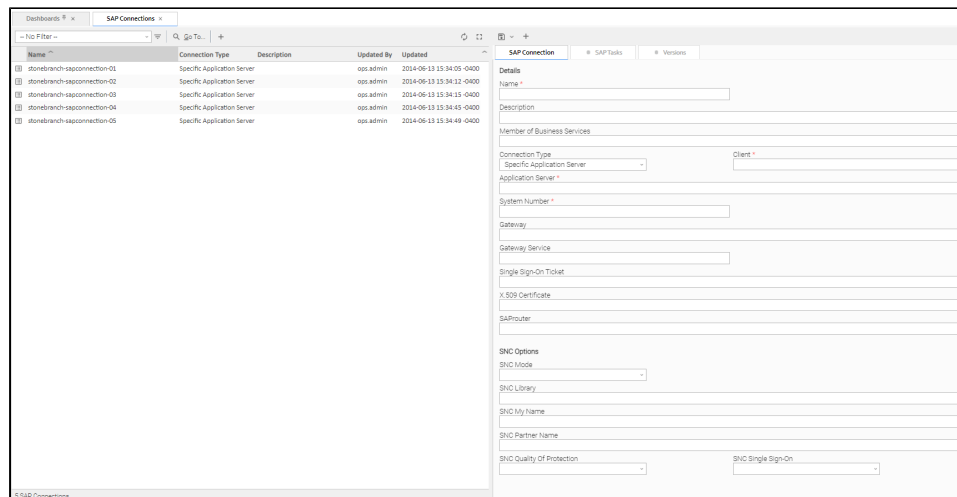 Dashboards × SAP Connections ×
-- No Filter -- Go To...
Name Connection Type Description Updated By Updated
stonebranch-sapconnection-01 Specific Application Server ops.admin 2014-06-13 15:34:05 -0400
stonebranch-sapconnection-02 Specific Application Server ops.admin 2014-06-13 15:34:12 -0400
stonebranch-sapconnection-03 Specific Application Server ops.admin 2014-06-13 15:34:15 -0400
stonebranch-sapconnection-04 Specific Application Server ops.admin 2014-06-13 15:34:45 -0400
stonebranch-sapconnection-05 Specific Application Server ops.admin 2014-06-13 15:34:49 -0400
5 SAP Connections
SAP Connection SAP Tasks Versions
Details
Name *
Description
Member of Business Services
Connection Type Client *
Specific Application Server
Application Server *
System Number *
Gateway
Gateway Service
Single Sign-On Ticket
X.509 Certificate
SAProuter
SNC Options
SNC Mode
SNC Library
SNC My Name
SNC Partner Name
SNC Quality Of Protection SNC Single Sign-On